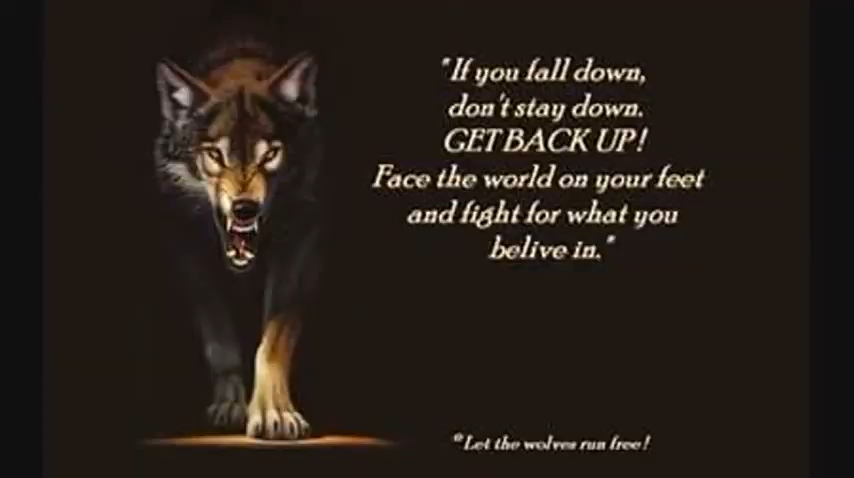 "If you fall down,
don't stay down.
GET BACK UP!
Face the world on your feet
and fight for what you
belive in."
©Let the wolves run free!